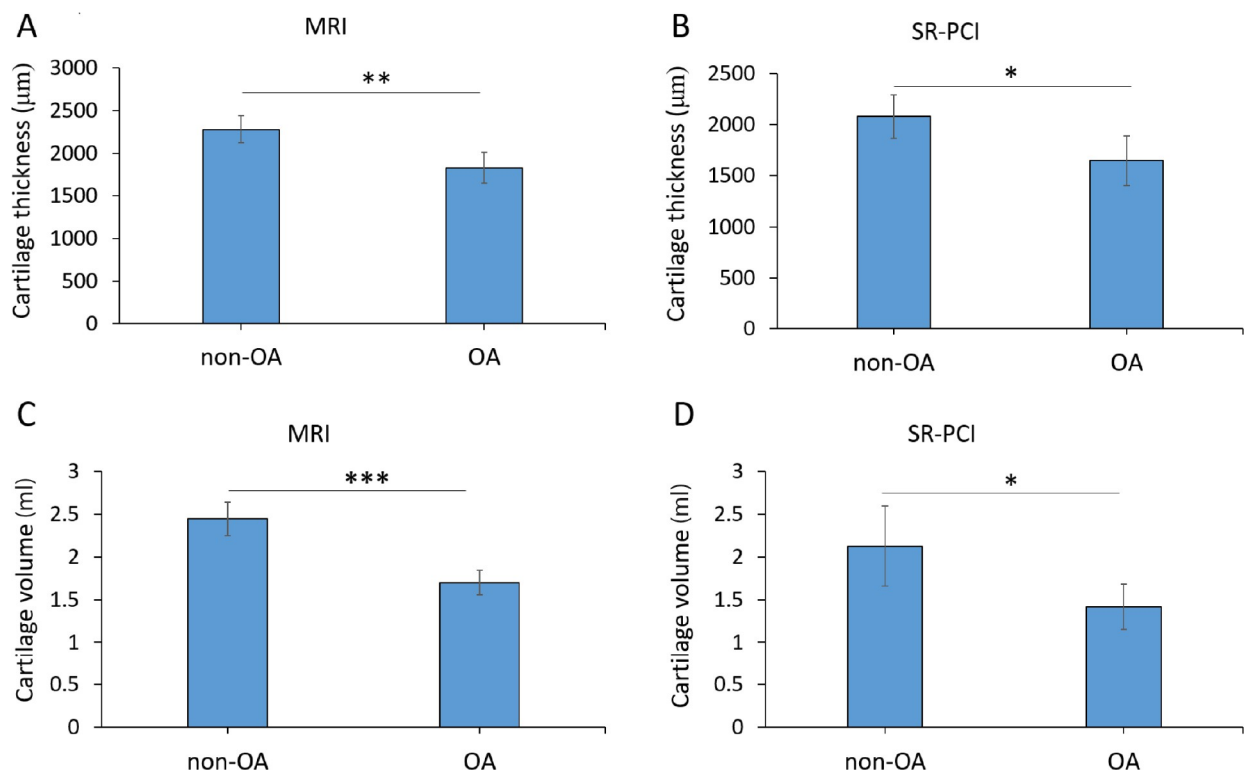 A
MRI
Cartilage thickness (μm)
3000
2500
2000
1500
1000
500
0
**
non-OA
OA
B
SR-PCI
Cartilage thickness (μm)
2500
2000
1500
1000
500
0
*
non-OA
OA
C
MRI
Cartilage volume (ml)
3
2.5
2
1.5
1
0.5
0
***
non-OA
OA
D
SR-PCI
Cartilage volume (ml)
3
2.5
2
1.5
1
0.5
0
*
non-OA
OA